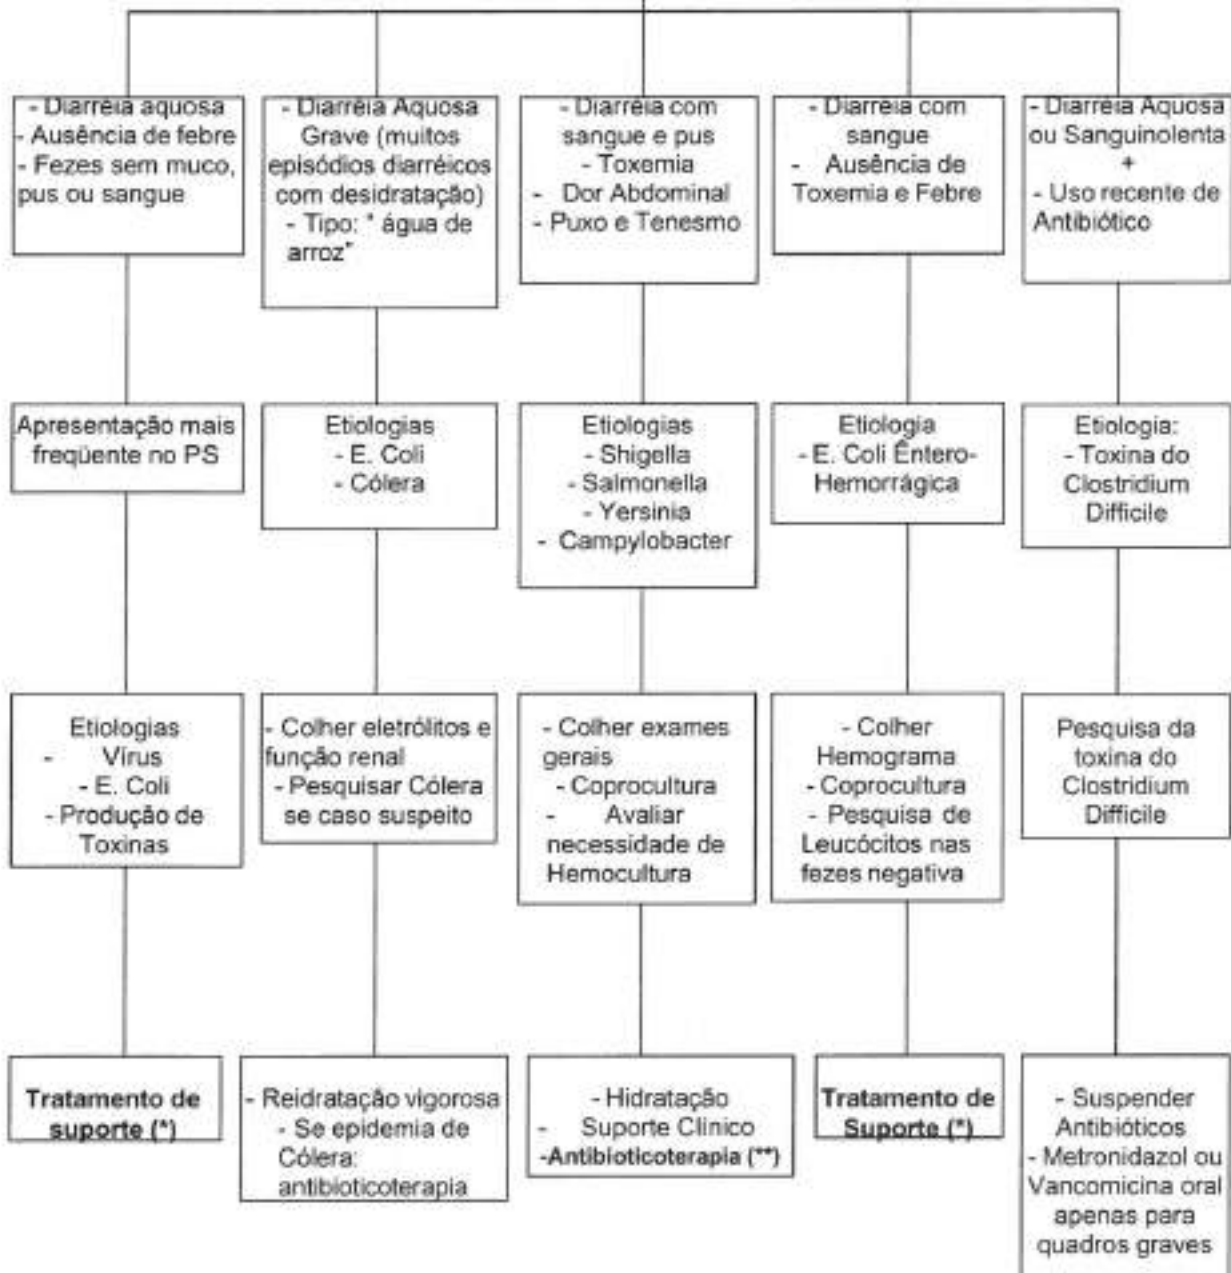 - Diarréia aquosa
- Ausência de febre
- Fezes sem muco,
pus ou sangue
- Diarréia Aquosa
Grave (muitos
episódios diarréicos
com desidratação)
- Tipo: " água de
arroz"
- Diarréia com
sangue e pus
- Toxemia
- Dor Abdominal
- Puxo e Tenesmo
- Diarréia com
sangue
- Ausência de
Toxemia e Febre
- Diarréia Aquosa
ou Sanguinolenta
+
- Uso recente de
Antibiótico
Apresentação mais
freqüente no PS
Etiologias
- E. Coli
- Cólera
Etiologias
- Shigella
- Salmonella
- Yersinia
- Campylobacter
Etiologia
- E. Coli Êntero-
Hemorrágica
Etiologia:
- Toxina do
Clostridium
Difficile
Etiologias
- Vírus
- E. Coli
- Produção de
Toxinas
- Colher eletrólitos e
função renal
- Pesquisar Cólera
se caso suspeito
- Colher exames
gerais
- Coprocultura
- Avaliar
necessidade de
Hemocultura
- Colher
Hemograma
- Coprocultura
- Pesquisa de
Leucócitos nas
fezes negativa
Pesquisa da
toxina do
Clostridium
Difficile
Tratamento de
suporte (*)
- Reidratação vigorosa
- Se epidemia de
Cólera:
antibioticoterapia
- Hidratação
- Suporte Clínico
-Antibioticoterapia (**)
Tratamento de
Suporte (*)
- Suspender
Antibióticos
- Metronidazol ou
Vancomicina oral
apenas para
quadros graves